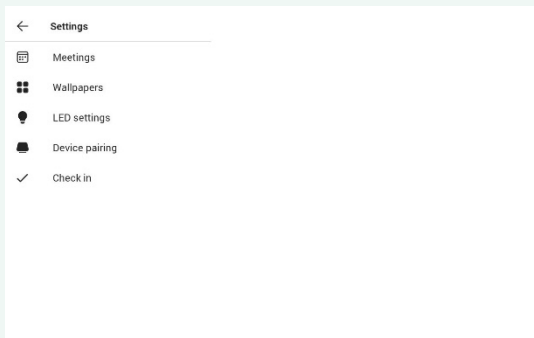 Settings
Meetings
Wallpapers
LED settings
Device pairing
Check in